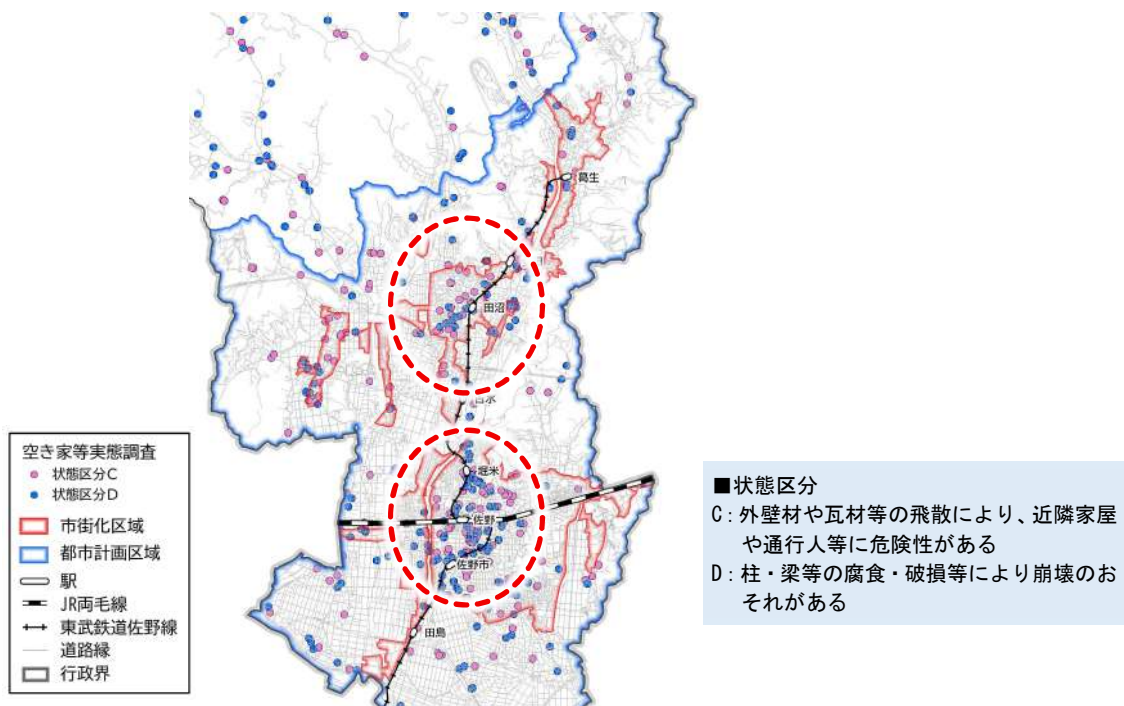 葛生
田沼
吉水
堀米
佐野
佐野市
田島
空き家等実態調査
状態区分C
状態区分D
市街化区域
都市計画区域
駅
JR両毛線
東武鉄道佐野線
道路縁
行政界
■状態区分
C：外壁材や瓦材等の飛散により、近隣家屋
や通行人等に危険性がある
D：柱・梁等の腐食・破損等により崩壊のお
それがある